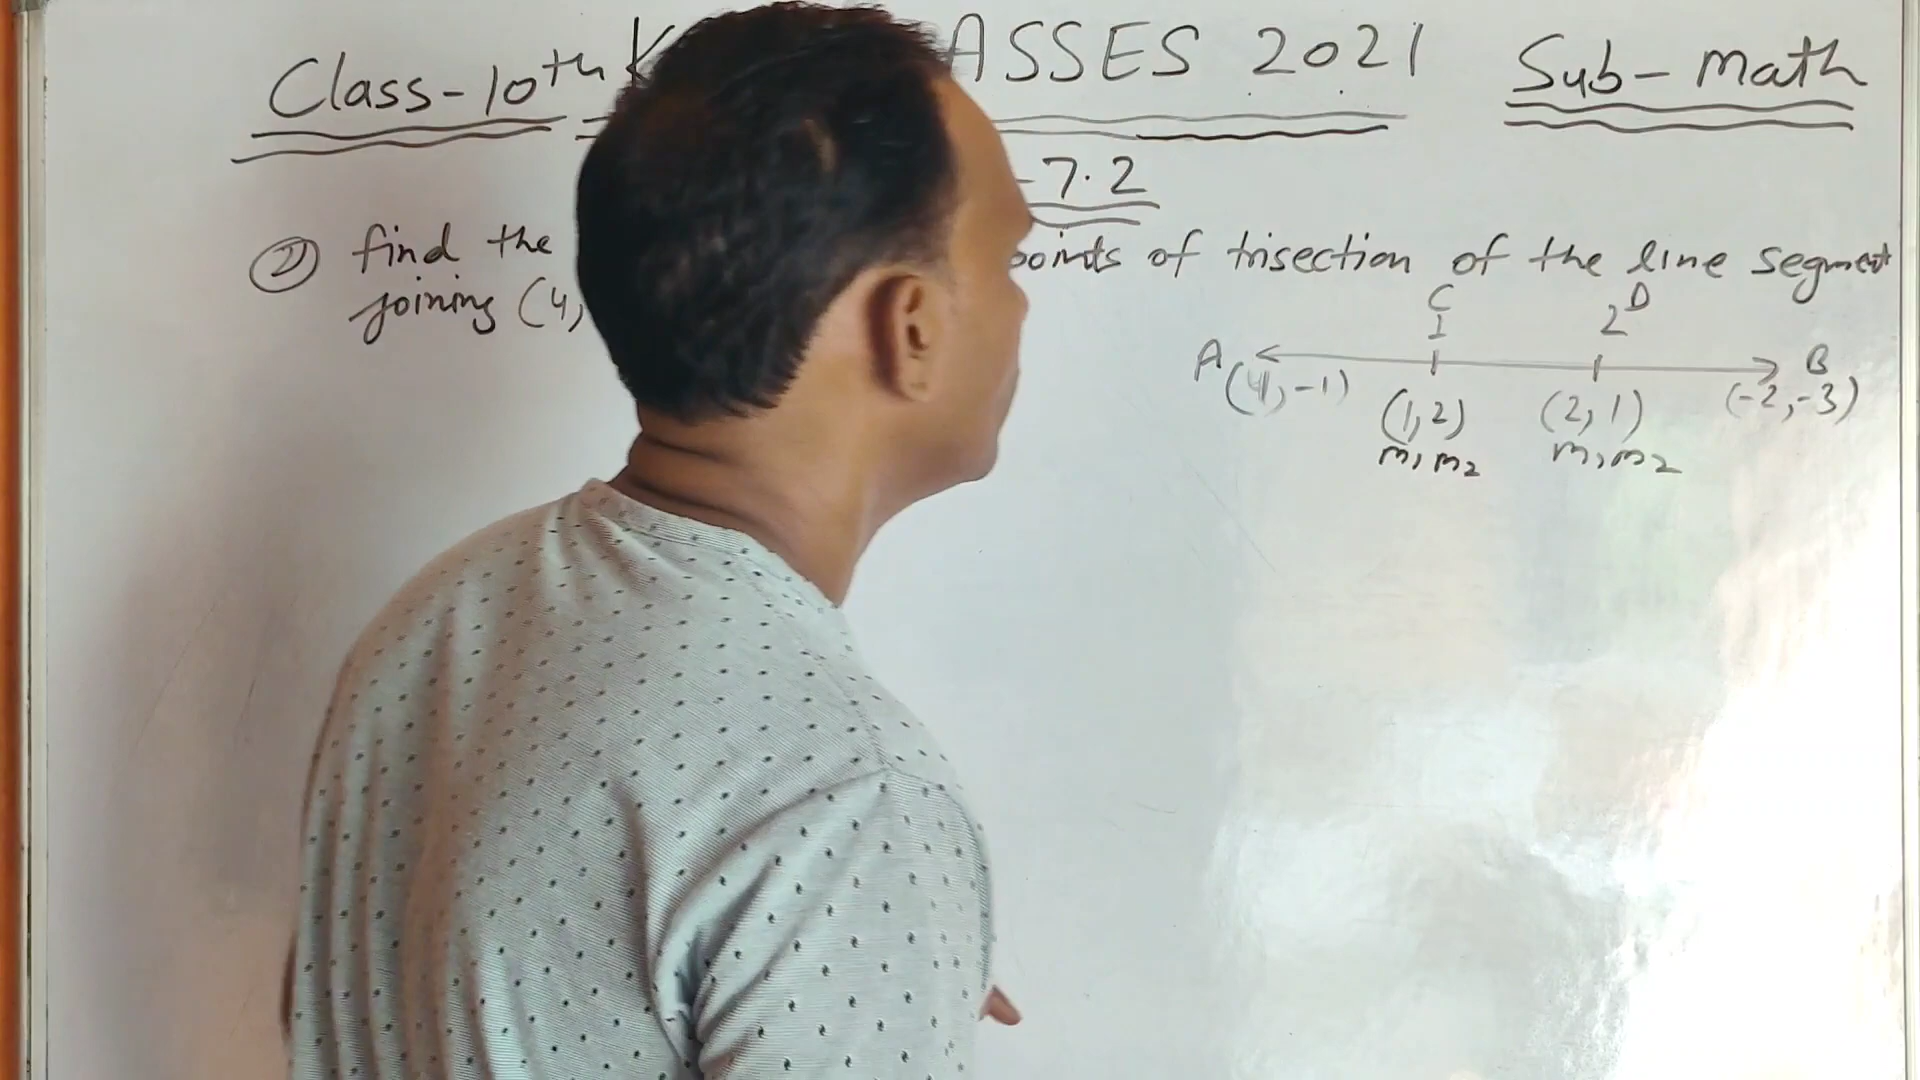 Class-10th K ASSES 2021 Sub-Math
-7.2
② find the points of trisection of the line segment
joining (4,
C D
1 2
A B
(4,-1) (1,2) (2,1) (-2,-3)
m1 m2 m1 m2